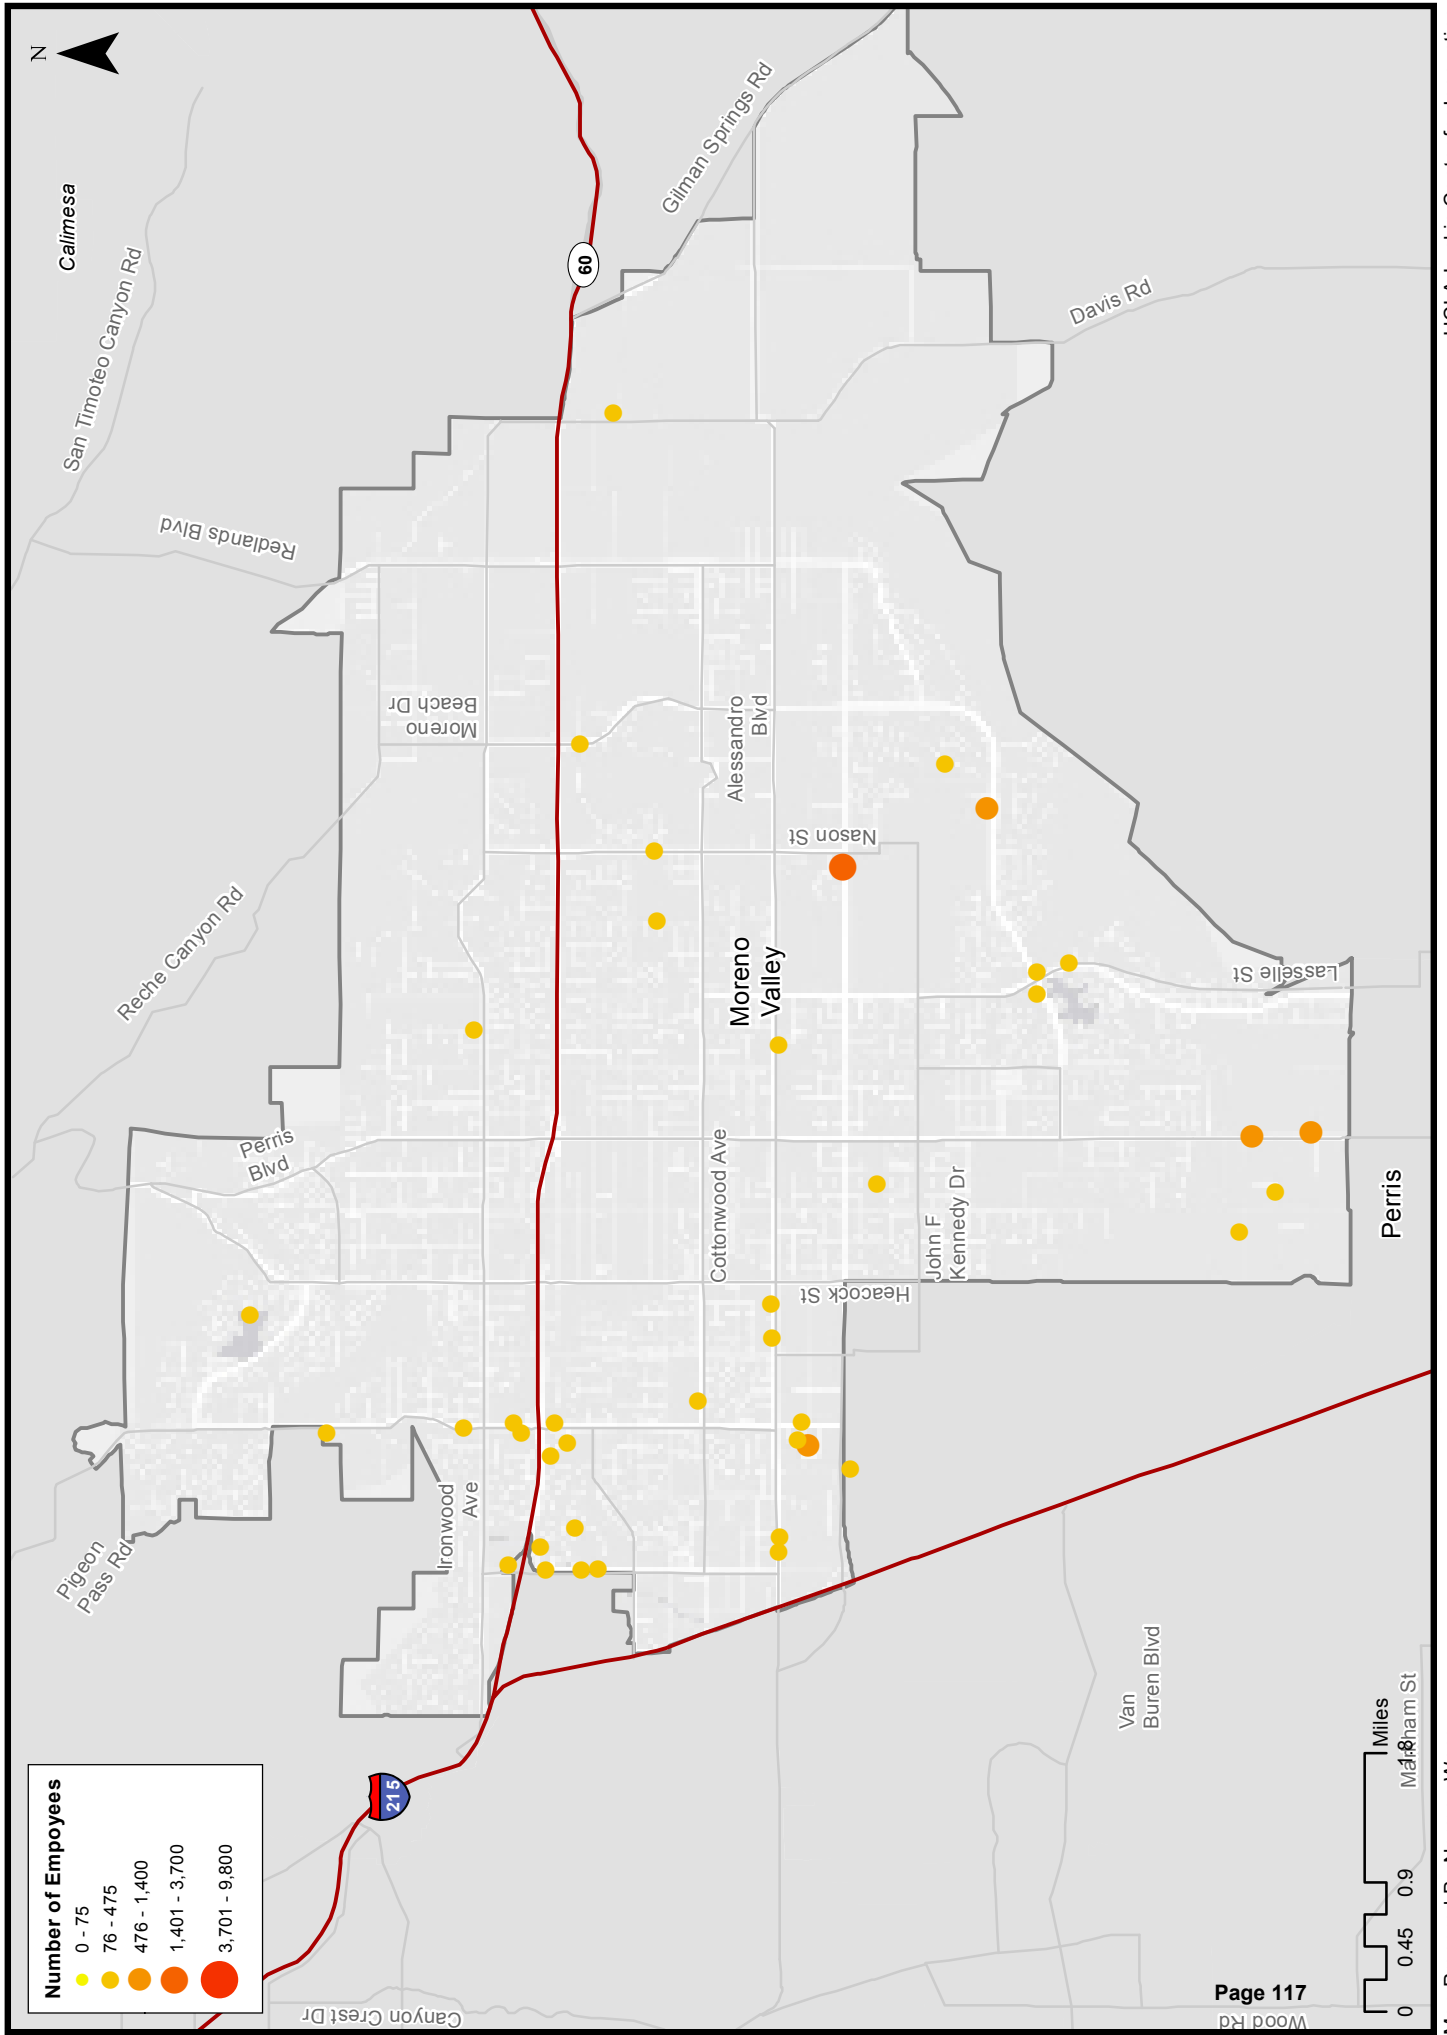 N
Calimesa
San Timoteo Canyon Rd
Redlands Blvd
Gilman Springs Rd
60
Davis Rd
Moreno
Beach Dr
Reche Canyon Rd
Alessandro
Blvd
Nason St
Moreno
Valley
Lasselle St
Perris
Blvd
Cottonwood Ave
John F
Kennedy Dr
Heacock St
Perris
Pigeon
Pass Rd
Ironwood
Ave
Van
Buren Blvd
Markham St
215
Canyon Crest Dr
Wood Rd
Number of Empoyees
0 - 75
76 - 475
476 - 1,400
1,401 - 3,700
3,701 - 9,800
0 0.45 0.9 1.8
Miles
Page 117